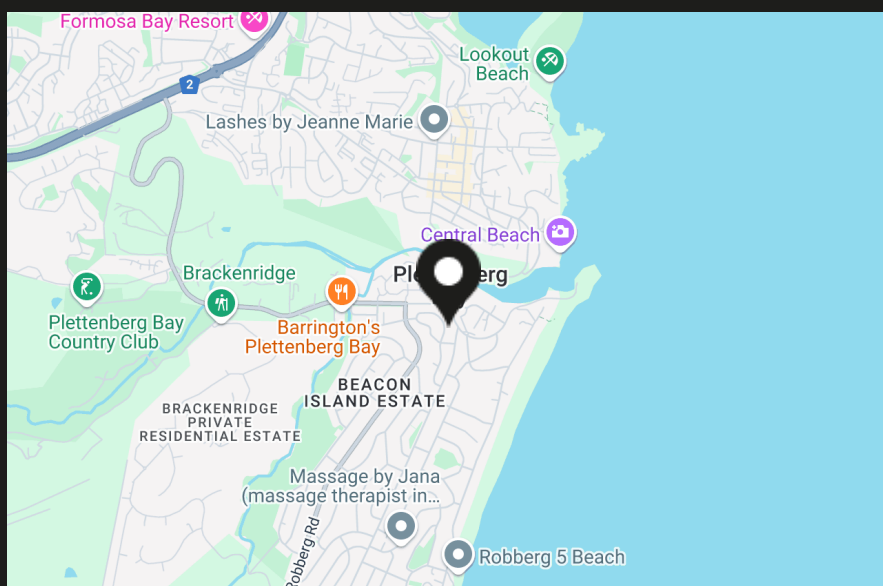 Formosa Bay Resort
Lookout
Beach
2
Lashes by Jeanne Marie
Central Beach
Brackenridge
Plettenberg Bay
Country Club
Barrington's
Plettenberg Bay
BEACON
ISLAND ESTATE
BRACKENRIDGE
PRIVATE
RESIDENTIAL ESTATE
Massage by Jana
(massage therapist in...
Robberg Rd
Robberg 5 Beach